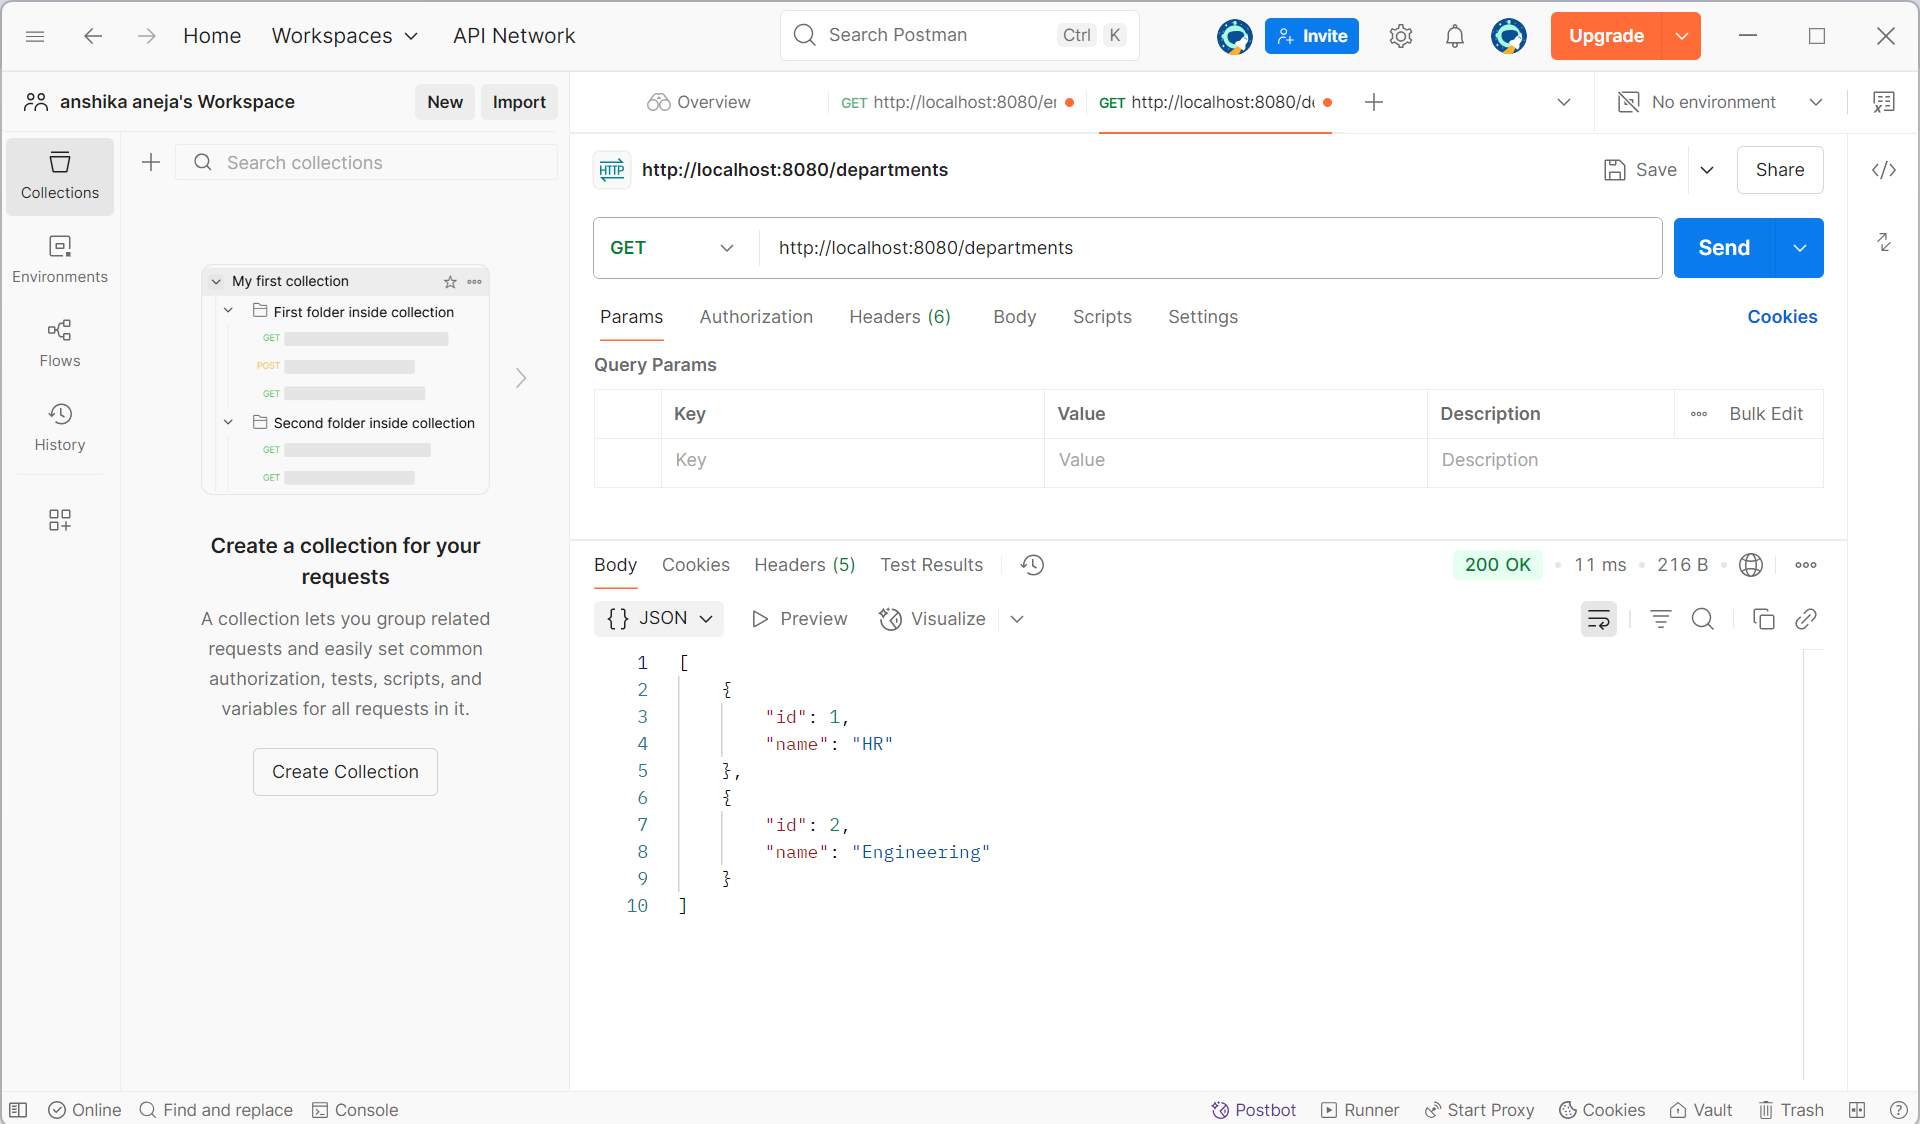 Home Workspaces API Network Search Postman Ctrl K Invite Upgrade
anshika aneja's Workspace New Import Overview GET http://localhost:8080/er GET http://localhost:8080/de No environment
Collections
Environments
Flows
History
Search collections
My first collection
First folder inside collection
GET
POST
GET
Second folder inside collection
GET
GET
Create a collection for your
requests
A collection lets you group related
requests and easily set common
authorization, tests, scripts, and
variables for all requests in it.
Create Collection
HTTP http://localhost:8080/departments Save Share
GET http://localhost:8080/departments Send
Params Authorization Headers (6) Body Scripts Settings Cookies
Query Params
Key Value Description Bulk Edit
Key Value Description
Body Cookies Headers (5) Test Results 200 OK 11 ms 216 B
{} JSON Preview Visualize
1 [
2 {
3 "id": 1,
4 "name": "HR"
5 },
6 {
7 "id": 2,
8 "name": "Engineering"
9 }
10 ]
Online Find and replace Console Postbot Runner Start Proxy Cookies Vault Trash